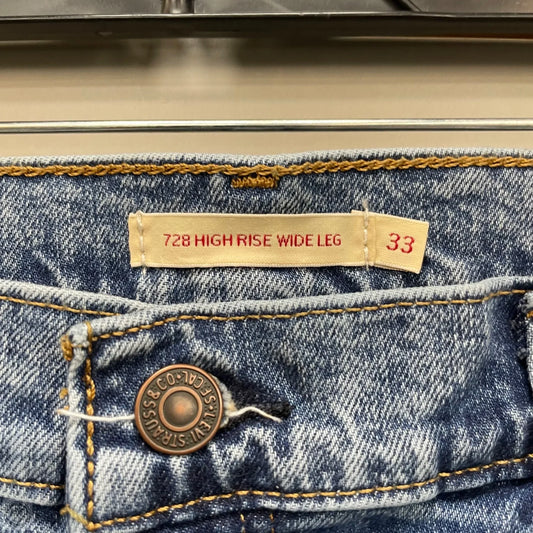 728 HIGH RISE WIDE LEG 33
LEVI STRAUSS & CO. S.F. CAL.